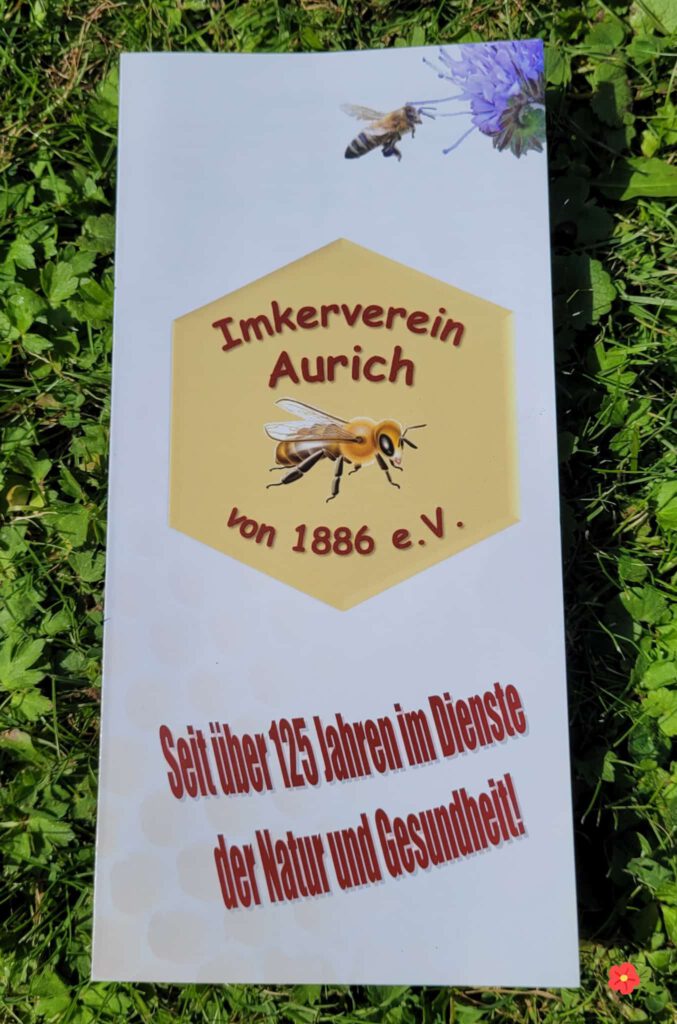 Imkerverein
Aurich
von 1886 e.V.
Seit über 125 Jahren im Dienste
der Natur und Gesundheit!